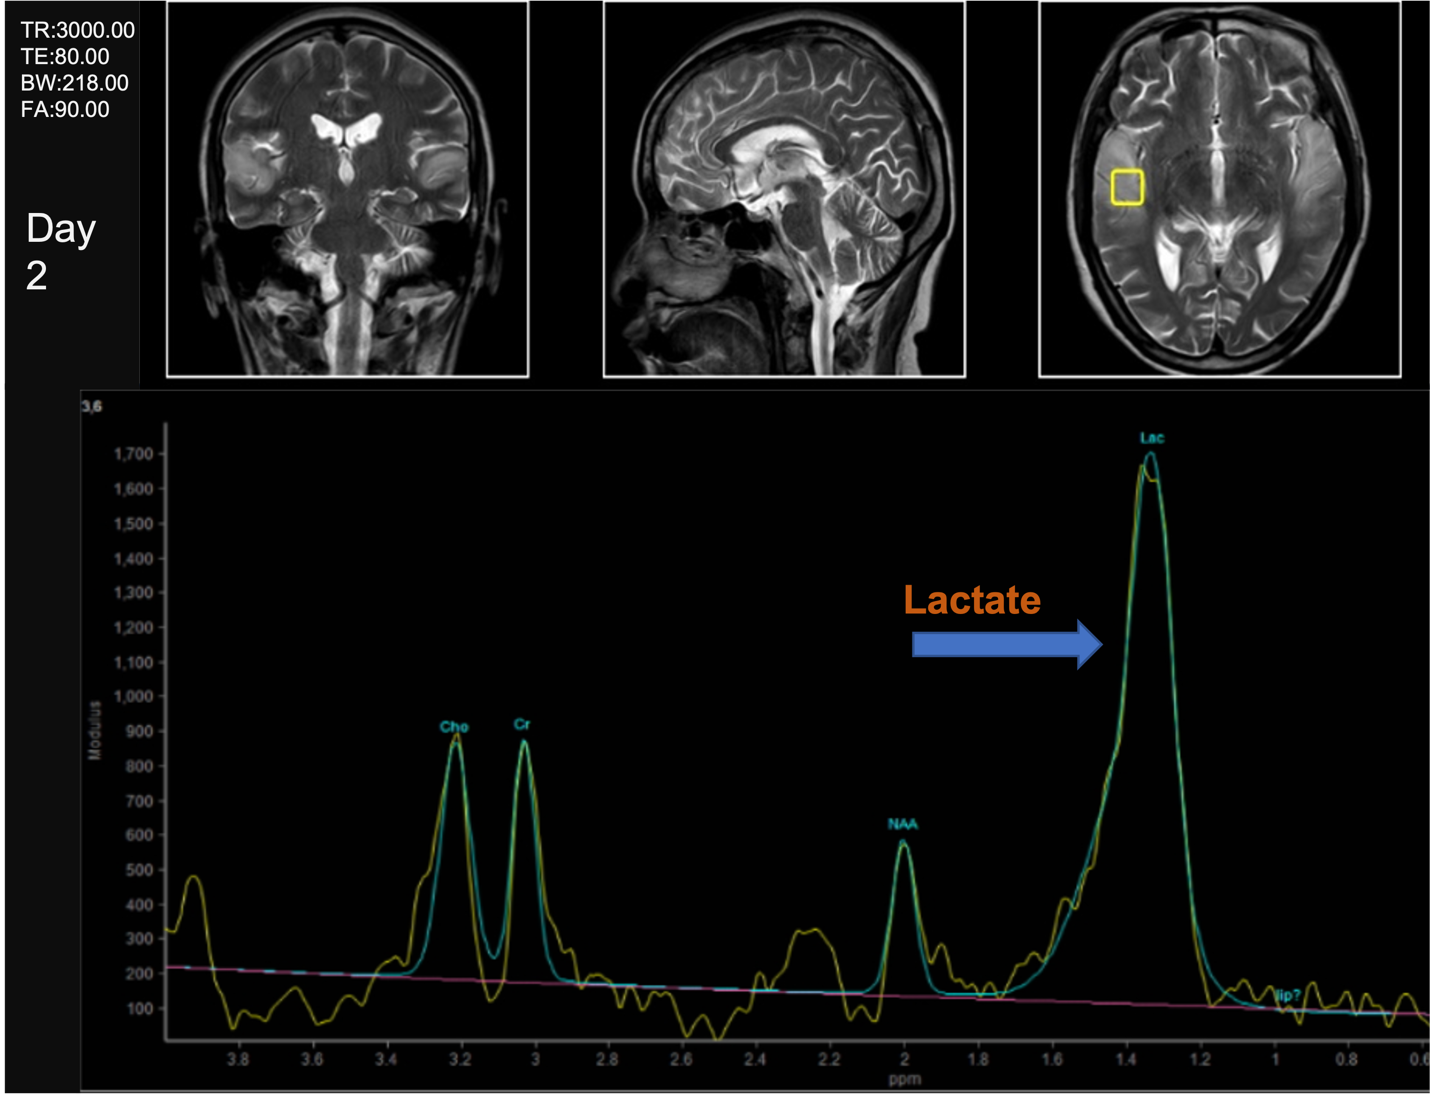 TR:3000.00
TE:80.00
BW:218.00
FA:90.00
Day
2
3,6
Lac
1,700
1,600
1,500
1,400
1,300
1,200
1,100
1,000
900
800
700
600
500
400
300
200
100
Modulus
Lactate
Cho
Cr
NAA
lip?
3.8 3.6 3.4 3.2 3 2.8 2.6 2.4 2.2 2 1.8 1.6 1.4 1.2 1 0.8 0.6
ppm